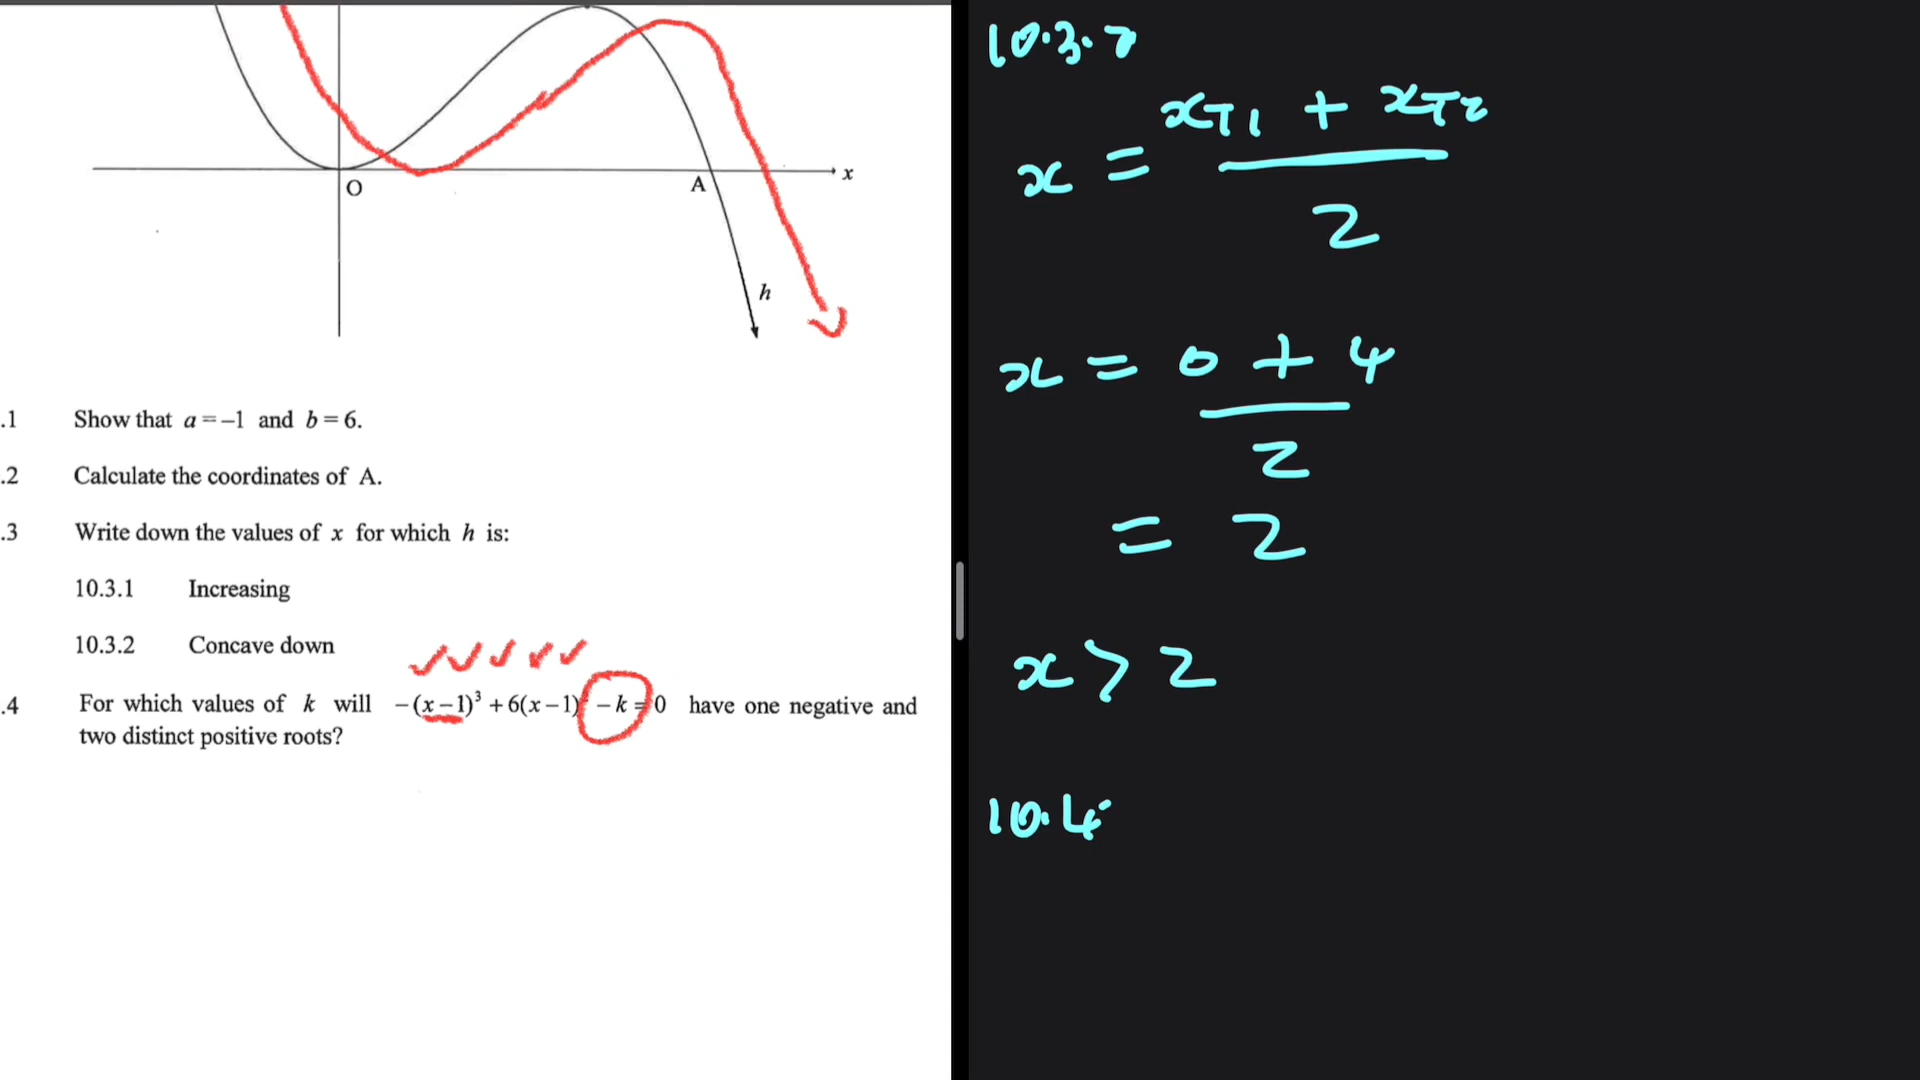 x
O
A
h
.1 Show that a = –1 and b = 6.
.2 Calculate the coordinates of A.
.3 Write down the values of x for which h is:
10.3.1 Increasing
10.3.2 Concave down
.4 For which values of k will –(x–1)³ + 6(x–1) – k = 0 have one negative and
two distinct positive roots?
10.3.2
x = (xT1 + xT2) / 2
x = (0 + 4) / 2
= 2
x > 2
10.4